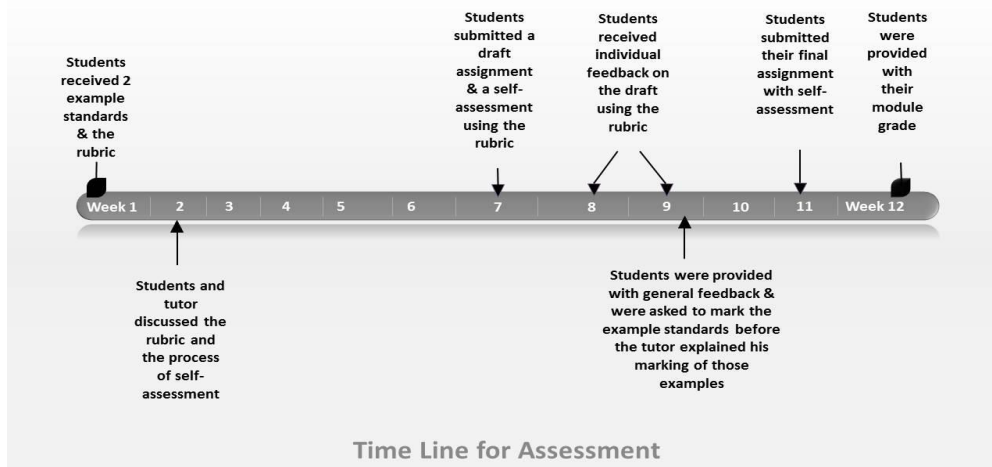 Students
received 2
example
standards
& the
rubric
Students
submitted a
draft
assignment
& a self-
assessment
using the
rubric
Students
received
individual
feedback on
the draft
using the
rubric
Students
submitted
their final
assignment
with self-
assessment
Students
were
provided
with
their
module
grade
Week 1 2 3 4 5 6 7 8 9 10 11 Week 12
Students and
tutor
discussed the
rubric and
the process
of self-
assessment
Students were provided
with general feedback &
were asked to mark the
example standards before
the tutor explained his
marking of those
examples
Time Line for Assessment